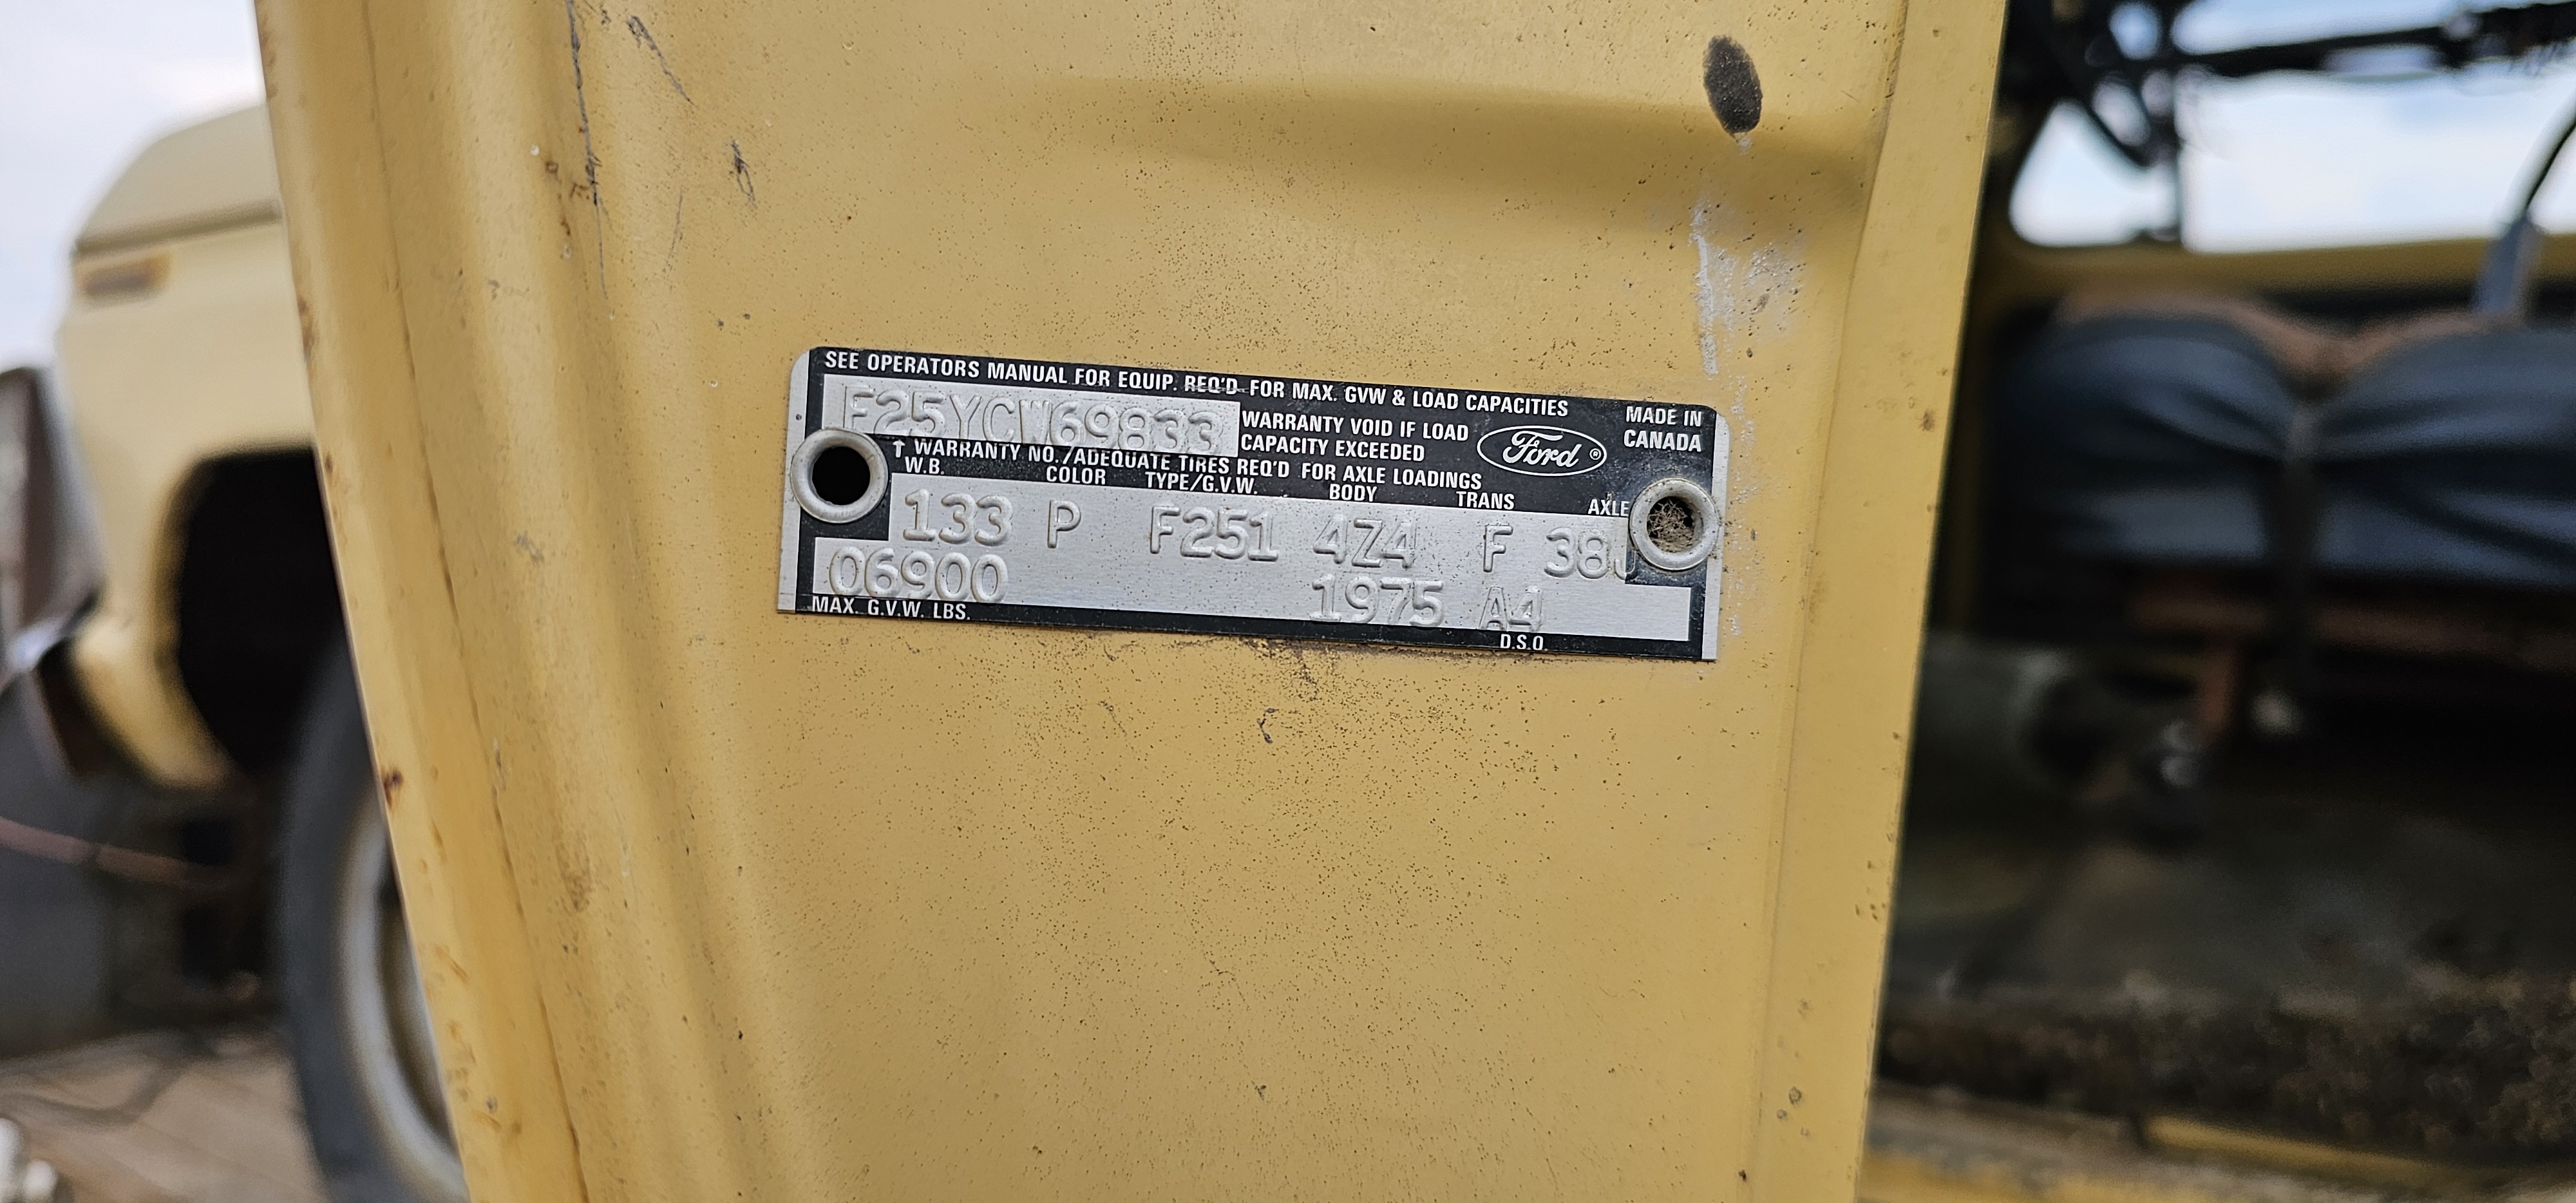 SEE OPERATORS MANUAL FOR EQUIP. REQ'D FOR MAX. GVW & LOAD CAPACITIES
MADE IN
CANADA
F25YCW69833
WARRANTY VOID IF LOAD
CAPACITY EXCEEDED
Ford ®
↑ WARRANTY NO./ADEQUATE TIRES REQ'D FOR AXLE LOADINGS
W.B. COLOR TYPE/G.V.W. BODY TRANS AXLE
133 P F251 4Z4 F 38J
06900 1975 A4
MAX. G.V.W. LBS. D.S.O.